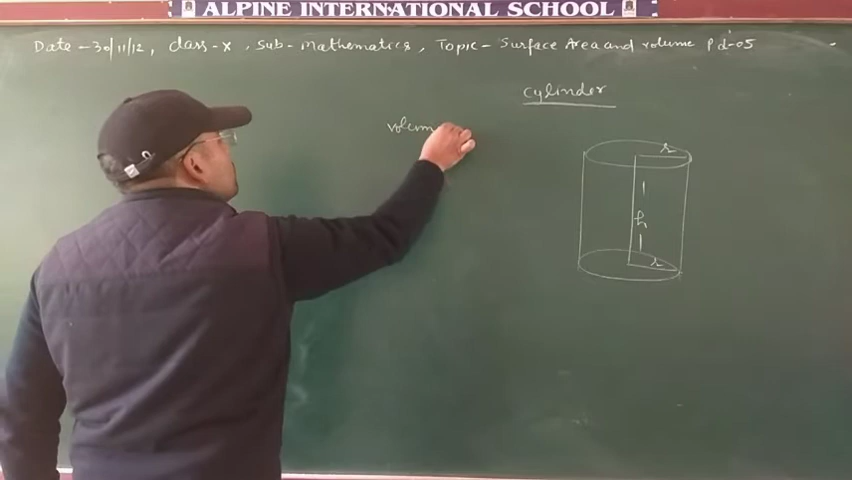 ALPINE INTERNATIONAL SCHOOL
Date - 30/11/12, class - X, Sub - Mathematics, Topic - Surface Area and volume Pd-05
cylinder
volum
r
h
r